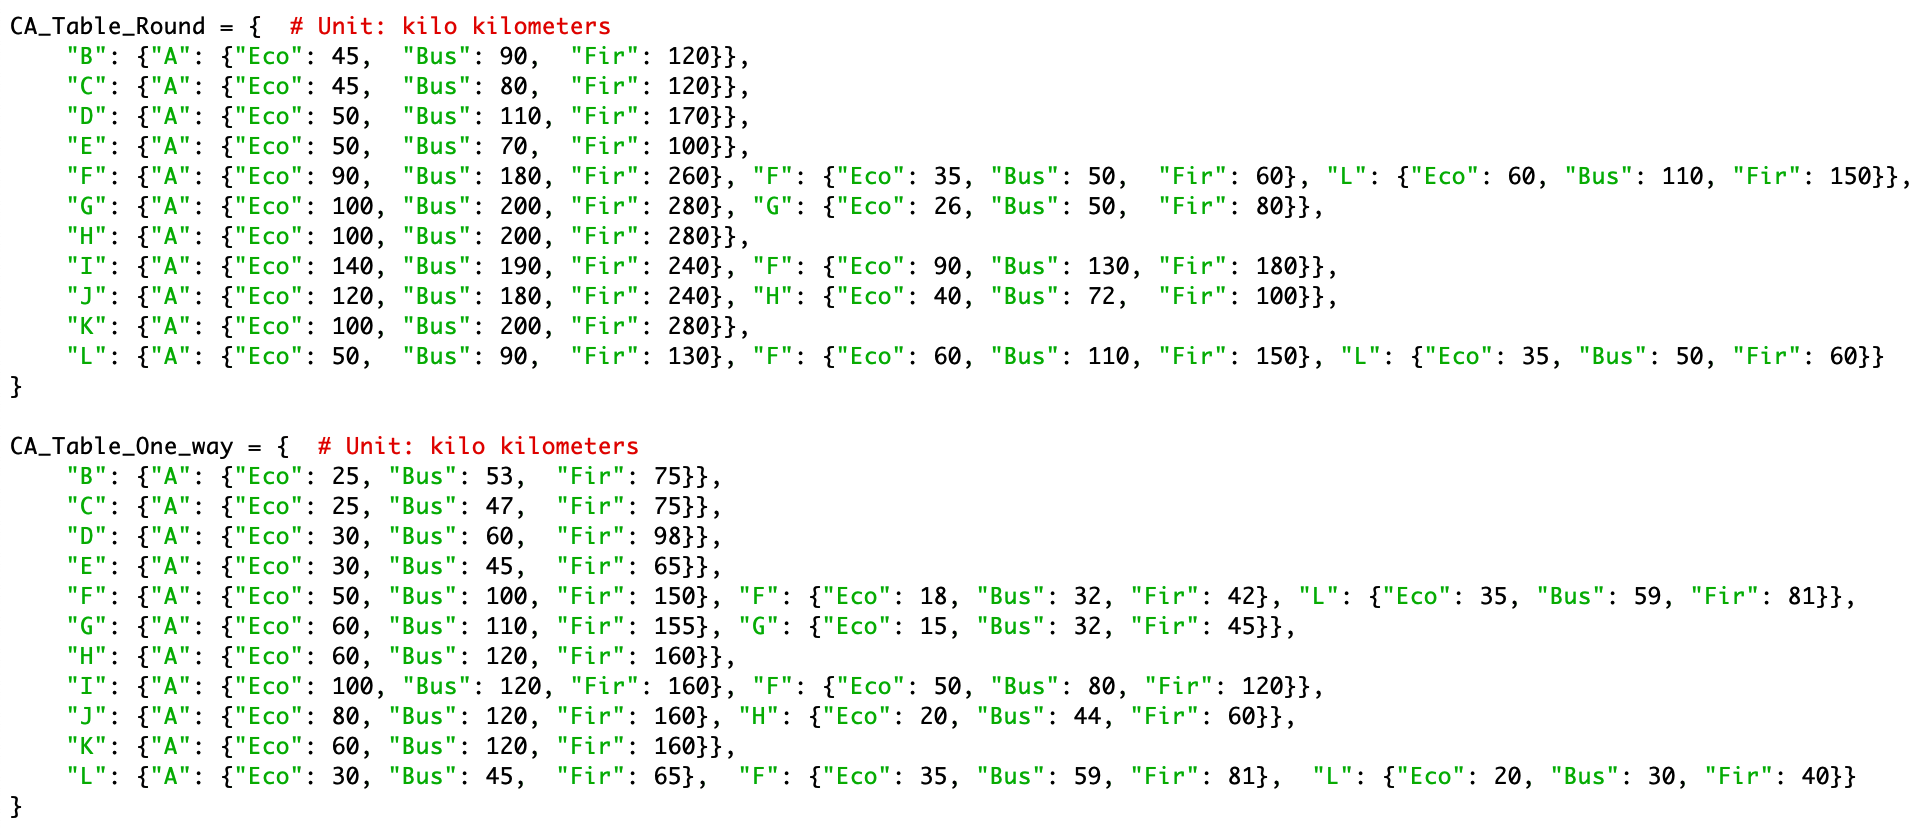 CA_Table_Round = {  # Unit: kilo kilometers
    "B": {"A": {"Eco": 45,  "Bus": 90,  "Fir": 120}},
    "C": {"A": {"Eco": 45,  "Bus": 80,  "Fir": 120}},
    "D": {"A": {"Eco": 50,  "Bus": 110, "Fir": 170}},
    "E": {"A": {"Eco": 50,  "Bus": 70,  "Fir": 100}},
    "F": {"A": {"Eco": 90,  "Bus": 180, "Fir": 260}, "F": {"Eco": 35, "Bus": 50,  "Fir": 60}, "L": {"Eco": 60, "Bus": 110, "Fir": 150}},
    "G": {"A": {"Eco": 100, "Bus": 200, "Fir": 280}, "G": {"Eco": 26, "Bus": 50,  "Fir": 80}},
    "H": {"A": {"Eco": 100, "Bus": 200, "Fir": 280}},
    "I": {"A": {"Eco": 140, "Bus": 190, "Fir": 240}, "F": {"Eco": 90, "Bus": 130, "Fir": 180}},
    "J": {"A": {"Eco": 120, "Bus": 180, "Fir": 240}, "H": {"Eco": 40, "Bus": 72,  "Fir": 100}},
    "K": {"A": {"Eco": 100, "Bus": 200, "Fir": 280}},
    "L": {"A": {"Eco": 50,  "Bus": 90,  "Fir": 130}, "F": {"Eco": 60, "Bus": 110, "Fir": 150}, "L": {"Eco": 35, "Bus": 50, "Fir": 60}}
}

CA_Table_One_way = {  # Unit: kilo kilometers
    "B": {"A": {"Eco": 25, "Bus": 53,  "Fir": 75}},
    "C": {"A": {"Eco": 25, "Bus": 47,  "Fir": 75}},
    "D": {"A": {"Eco": 30, "Bus": 60,  "Fir": 98}},
    "E": {"A": {"Eco": 30, "Bus": 45,  "Fir": 65}},
    "F": {"A": {"Eco": 50, "Bus": 100, "Fir": 150}, "F": {"Eco": 18, "Bus": 32, "Fir": 42}, "L": {"Eco": 35, "Bus": 59, "Fir": 81}},
    "G": {"A": {"Eco": 60, "Bus": 110, "Fir": 155}, "G": {"Eco": 15, "Bus": 32, "Fir": 45}},
    "H": {"A": {"Eco": 60, "Bus": 120, "Fir": 160}},
    "I": {"A": {"Eco": 100, "Bus": 120, "Fir": 160}, "F": {"Eco": 50, "Bus": 80, "Fir": 120}},
    "J": {"A": {"Eco": 80, "Bus": 120, "Fir": 160}, "H": {"Eco": 20, "Bus": 44, "Fir": 60}},
    "K": {"A": {"Eco": 60, "Bus": 120, "Fir": 160}},
    "L": {"A": {"Eco": 30, "Bus": 45,  "Fir": 65},  "F": {"Eco": 35, "Bus": 59, "Fir": 81},  "L": {"Eco": 20, "Bus": 30, "Fir": 40}}
}